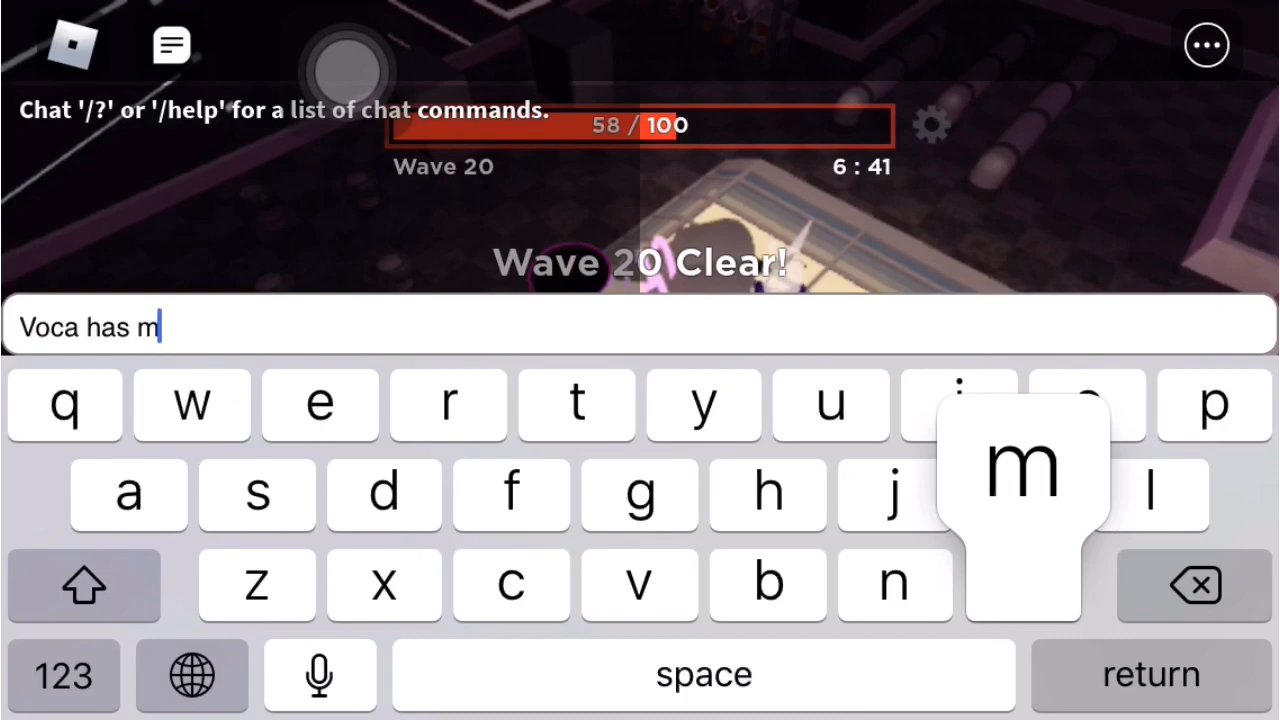 Chat '/?' or '/help' for a list of chat commands.
58 / 100
Wave 20
6 : 41
Wave 20 Clear!
Voca has m
q w e r t y u i o p
a s d f g h j m l
z x c v b n
123 space return